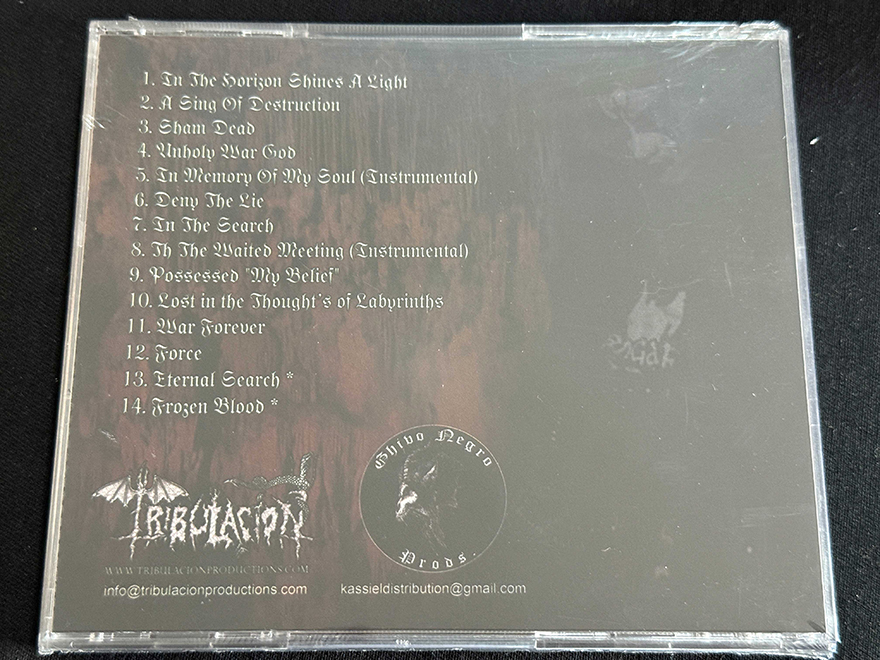 1. In The Horizon Shines A Light
2. A Sing Of Destruction
3. Sham Dead
4. Unholy War God
5. In Memory Of My Soul (Instrumental)
6. Deny The Lie
7. In The Search
8. Ih The Waited Meeting (Instrumental)
9. Possessed "My Belief"
10. Lost in the Thought's of Labyrinths
11. War Forever
12. Force
13. Eternal Search *
14. Frozen Blood *
TRIBULACION
WWW.TRIBULACIONPRODUCTIONS.COM
info@tribulacionproductions.com
Chivo Negro
Prods.
kassieldistribution@gmail.com